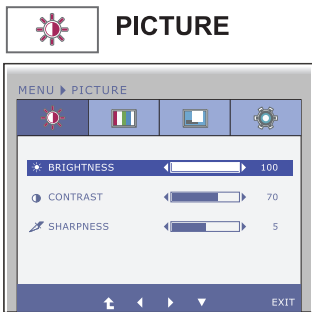 PICTURE
MENU ▶ PICTURE
BRIGHTNESS 100
CONTRAST 70
SHARPNESS 5
EXIT